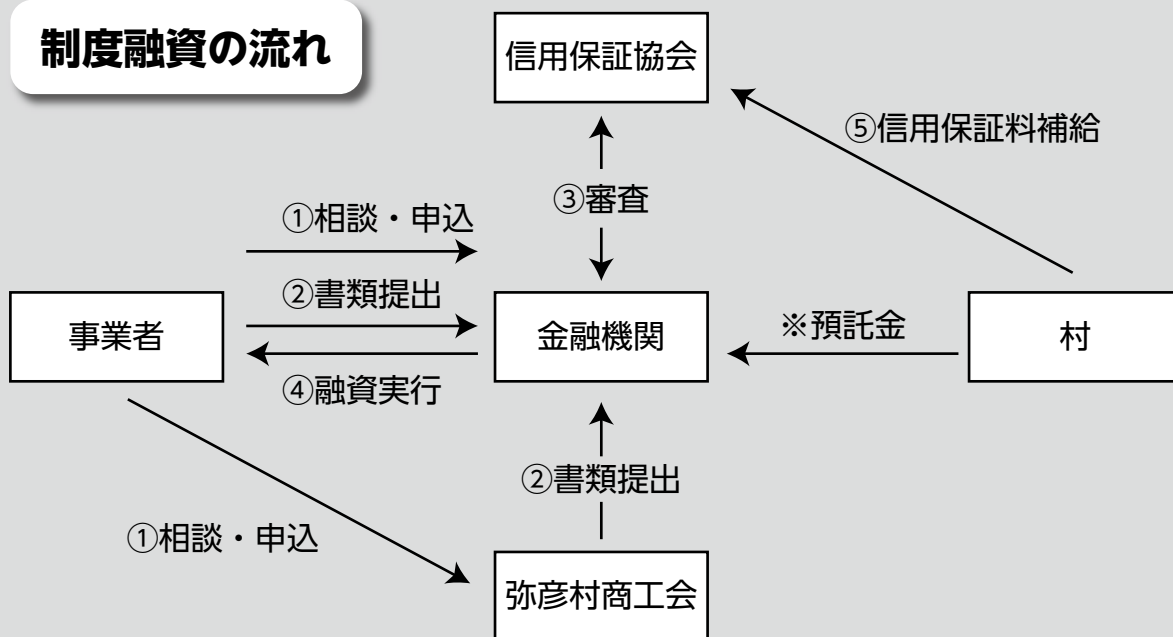 制度融資の流れ
信用保証協会
⑤信用保証料補給
③審査
①相談・申込
②書類提出
事業者
金融機関
※預託金
村
④融資実行
②書類提出
①相談・申込
弥彦村商工会